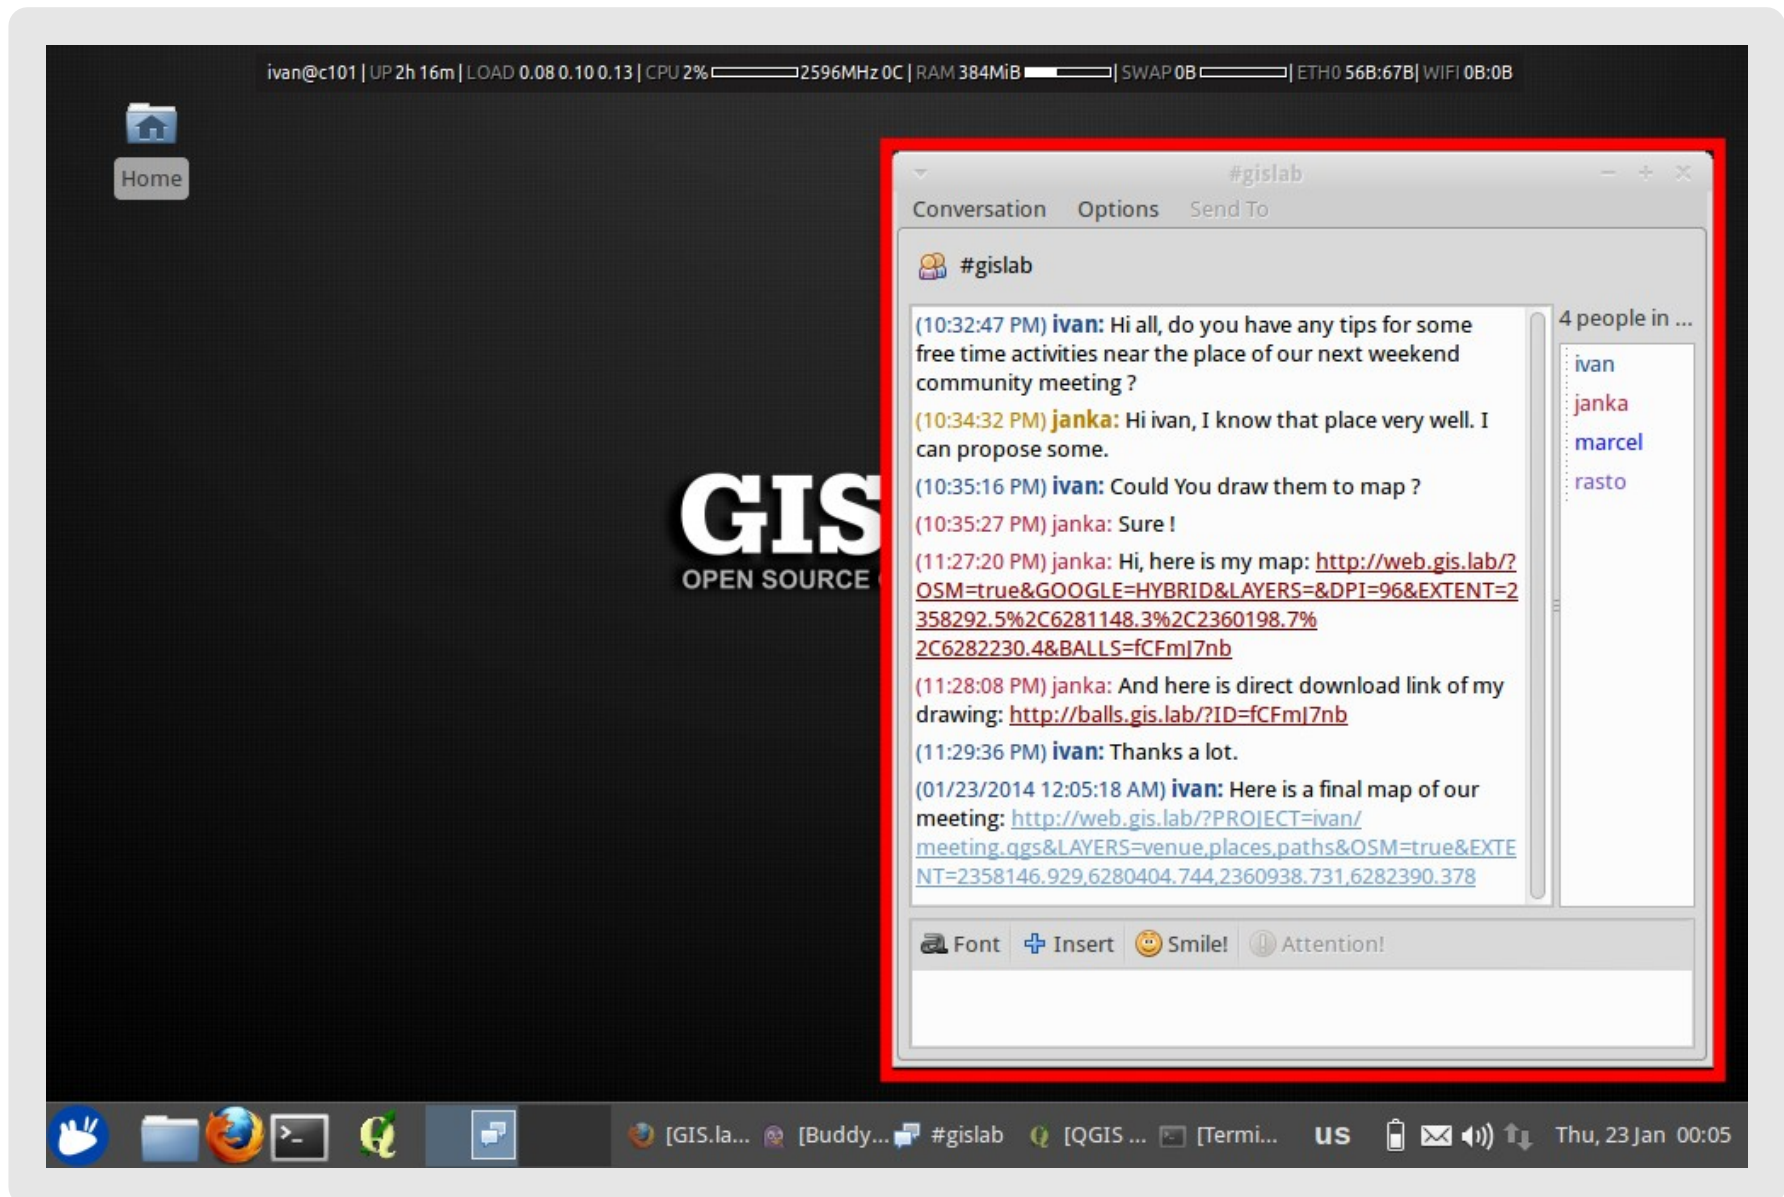 ivan@c101 | UP 2h 16m | LOAD 0.08 0.10 0.13 | CPU 2% 2596MHz 0C | RAM 384MiB | SWAP 0B | ETH0 56B:67B| WIFI 0B:0B
Home
#gislab
Conversation Options Send To
#gislab
4 people in ...
(10:32:47 PM) ivan: Hi all, do you have any tips for some
free time activities near the place of our next weekend
community meeting ?
(10:34:32 PM) janka: Hi ivan, I know that place very well. I
can propose some.
(10:35:16 PM) ivan: Could You draw them to map ?
(10:35:27 PM) janka: Sure !
(11:27:20 PM) janka: Hi, here is my map: http://web.gis.lab/?
OSM=true&GOOGLE=HYBRID&LAYERS=&DPI=96&EXTENT=2
358292.5%2C6281148.3%2C2360198.7%
2C6282230.4&BALLS=fCFmJ7nb
(11:28:08 PM) janka: And here is direct download link of my
drawing: http://balls.gis.lab/?ID=fCFmJ7nb
(11:29:36 PM) ivan: Thanks a lot.
(01/23/2014 12:05:18 AM) ivan: Here is a final map of our
meeting: http://web.gis.lab/?PROJECT=ivan/
meeting.qgs&LAYERS=venue,places,paths&OSM=true&EXTE
NT=2358146.929,6280404.744,2360938.731,6282390.378
ivan
janka
marcel
rasto
GIS
OPEN SOURCE
Font Insert Smile! Attention!
[GIS.la... [Buddy... #gislab [QGIS ... [Termi... US Thu, 23 Jan 00:05